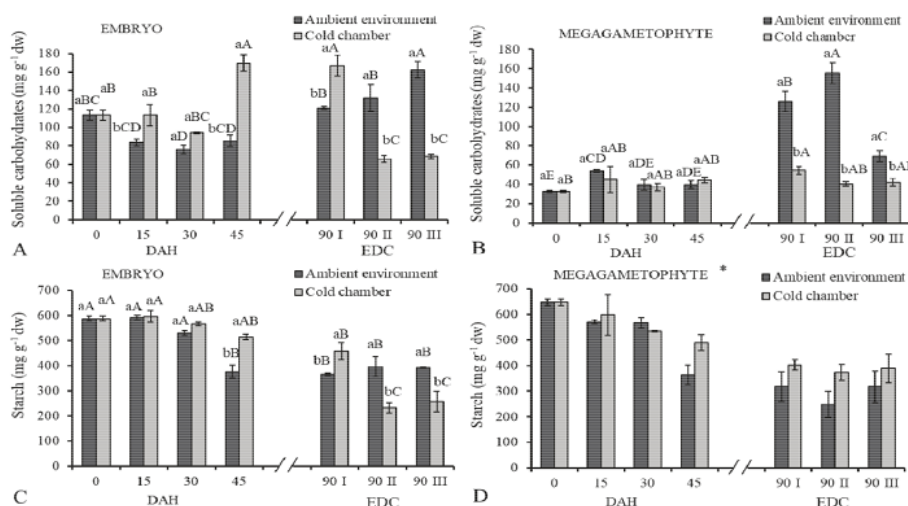 EMBRYO
Ambient environment
Cold chamber
Soluble carbohydrates (mg g-1 dw)
180
160
140
120
100
80
60
40
20
0
aBC aB
bCD aB
aD aBC
bCD aA
bB aA
aB bC
aA bC
0 15 30 45 90 I 90 II 90 III
DAH EDC
A
MEGAGAMETOPHYTE
Ambient environment
Cold chamber
Soluble carbohydrates (mg g-1 dw)
180
160
140
120
100
80
60
40
20
0
aE aB
aCD aAB
aDE aAB
aDE aAB
aB bA
aA bAB
aC
0 15 30 45 90 I 90 II 90 III
DAH EDC
B
EMBRYO
Ambient environment
Cold chamber
Starch (mg g-1 dw)
700
600
500
400
300
200
100
0
aA aA
aA aA
aA aAB
bB aAB
bB aB
aB bC
aB bC
0 15 30 45 90 I 90 II 90 III
DAH EDC
C
MEGAGAMETOPHYTE *
Ambient environment
Cold chamber
Starch (mg g-1 dw)
700
600
500
400
300
200
100
0
0 15 30 45 90 I 90 II 90 III
DAH EDC
D